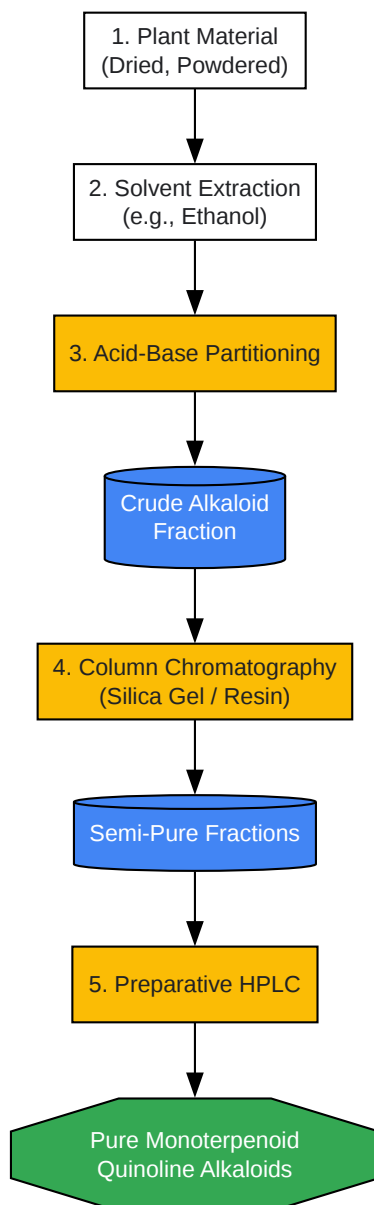 1. Plant Material
(Dried, Powdered)
2. Solvent Extraction
(e.g., Ethanol)
3. Acid-Base Partitioning
Crude Alkaloid
Fraction
4. Column Chromatography
(Silica Gel / Resin)
Semi-Pure Fractions
5. Preparative HPLC
Pure Monoterpenoid
Quinoline Alkaloids